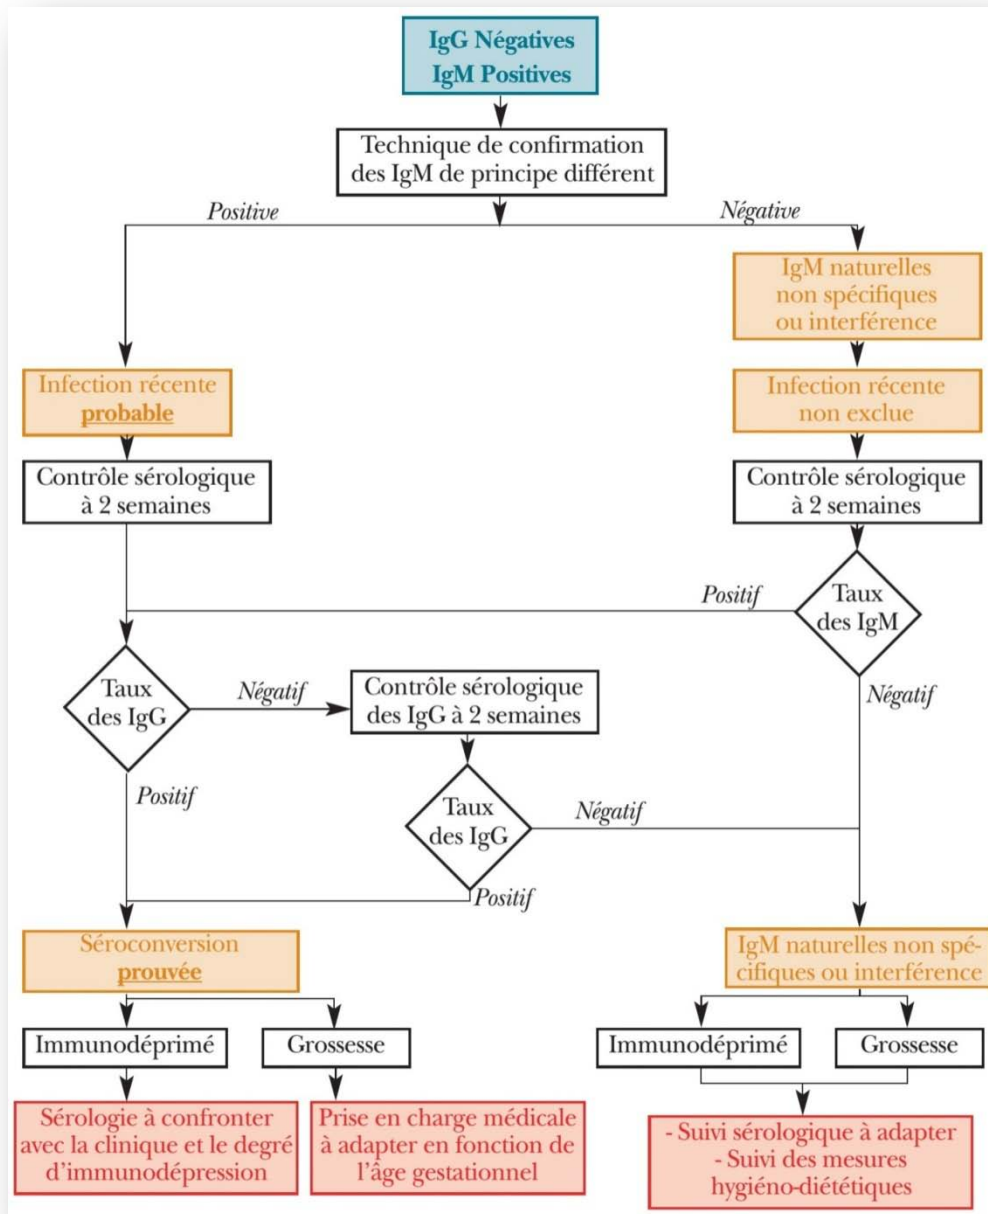 IgG Négatives
IgM Positives
Technique de confirmation
des IgM de principe différent
Positive
Négative
IgM naturelles
non spécifiques
ou interférence
Infection récente
probable
Infection récente
non exclue
Contrôle sérologique
à 2 semaines
Contrôle sérologique
à 2 semaines
Positif
Taux
des IgM
Taux
des IgG
Négatif
Contrôle sérologique
des IgG à 2 semaines
Négatif
Positif
Taux
des IgG
Négatif
Positif
Séroconversion
prouvée
IgM naturelles non spé-
cifiques ou interférence
Immunodéprimé
Grossesse
Immunodéprimé
Grossesse
Sérologie à confronter
avec la clinique et le degré
d'immunodépression
Prise en charge médicale
à adapter en fonction de
l'âge gestationnel
- Suivi sérologique à adapter
- Suivi des mesures
hygiéno-diététiques